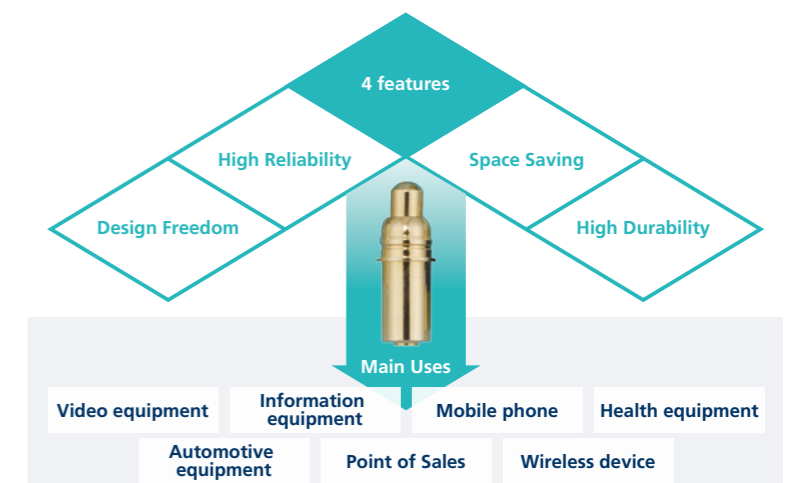 4 features
High Reliability
Space Saving
Design Freedom
High Durability
Main Uses
Video equipment
Information
equipment
Mobile phone
Health equipment
Automotive
equipment
Point of Sales
Wireless device